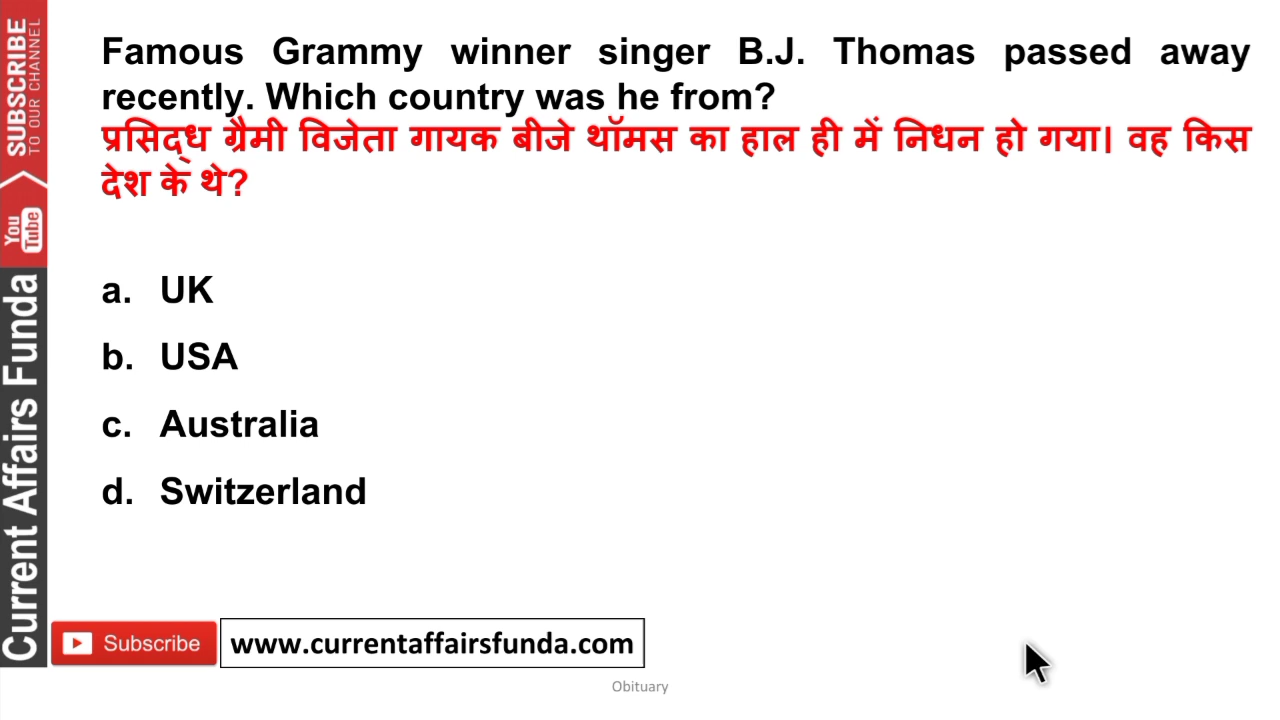 Famous Grammy winner singer B.J. Thomas passed away
recently. Which country was he from?
प्रसिद्ध ग्रैमी विजेता गायक बीजे थॉमस का हाल ही में निधन हो गया। वह किस
देश के थे?
a. UK
b. USA
c. Australia
d. Switzerland
SUBSCRIBE
TO OUR CHANNEL
You
Tube
Current Affairs Funda
Subscribe
www.currentaffairsfunda.com
Obituary